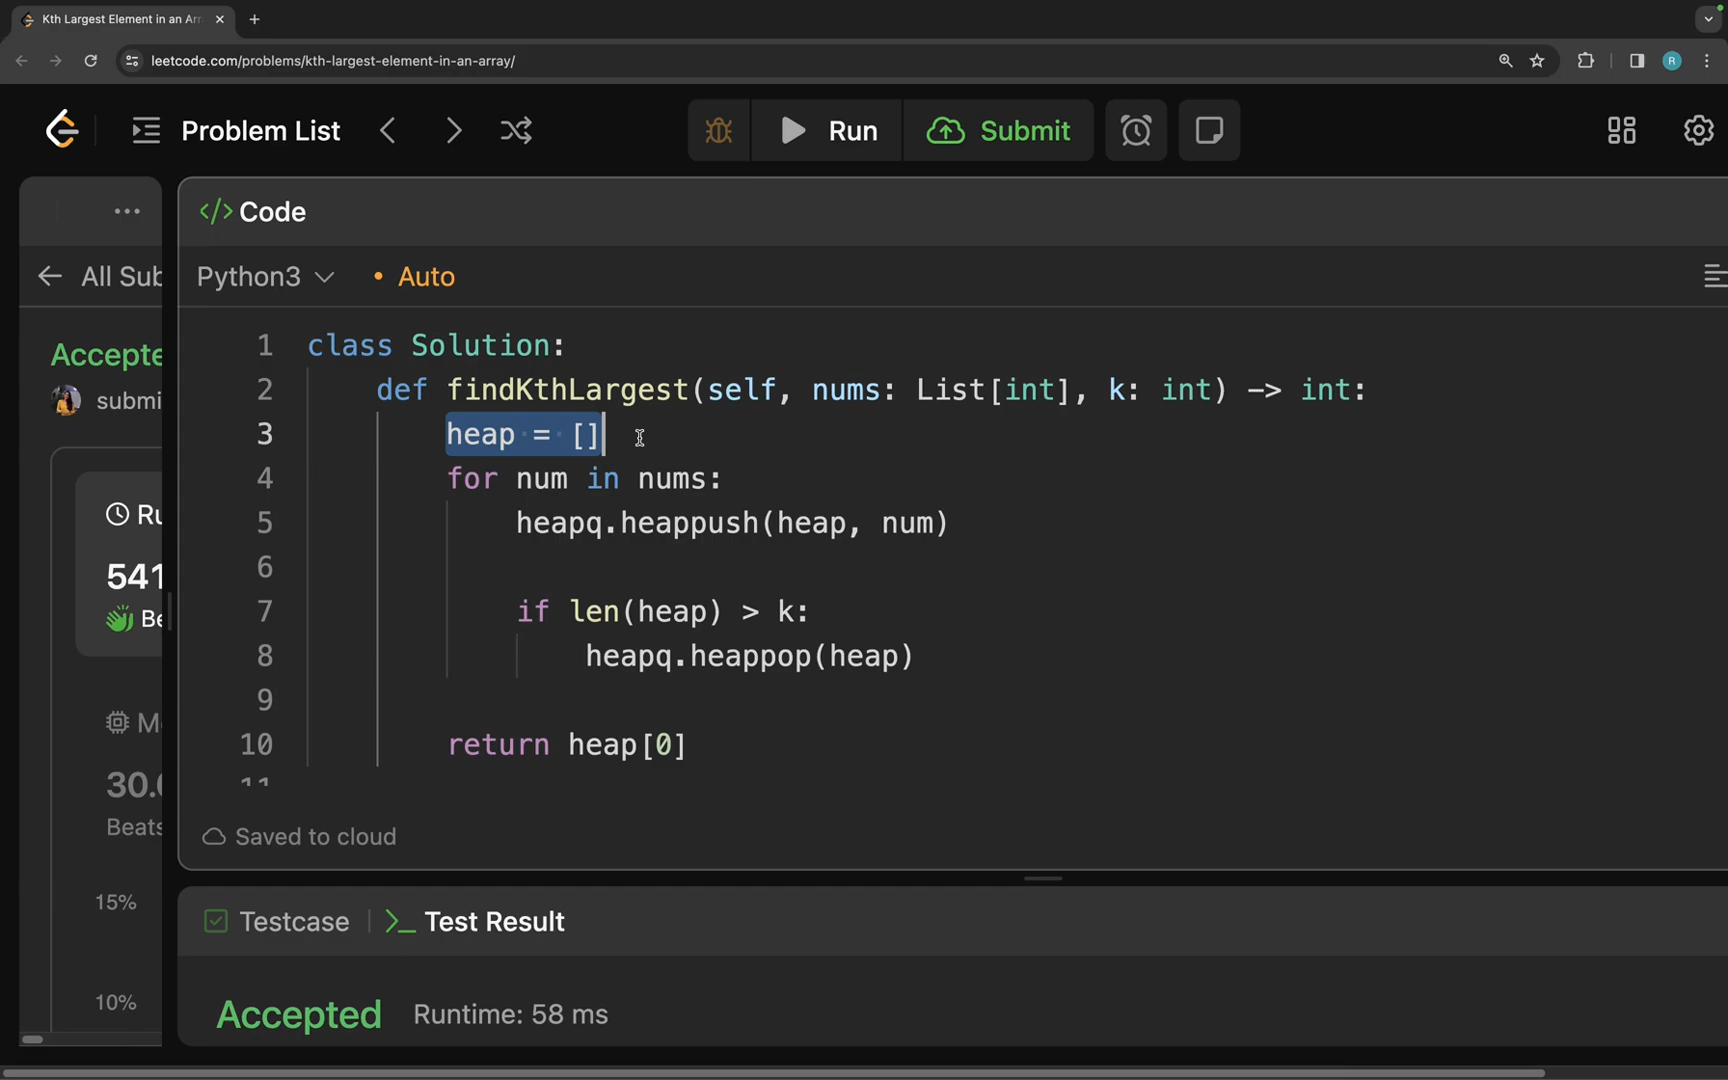 Kth Largest Element in an Arr
leetcode.com/problems/kth-largest-element-in-an-array/
R
Problem List
Run
Submit
</> Code
All Sub
Python3
Auto
Accepte
submi
Ru
541
Be
M
30.0
Beats
15%
10%
1 class Solution:
2 def findKthLargest(self, nums: List[int], k: int) -> int:
3 heap = []
4 for num in nums:
5 heapq.heappush(heap, num)
6
7 if len(heap) > k:
8 heapq.heappop(heap)
9
10 return heap[0]
11
Saved to cloud
Testcase
Test Result
Accepted Runtime: 58 ms